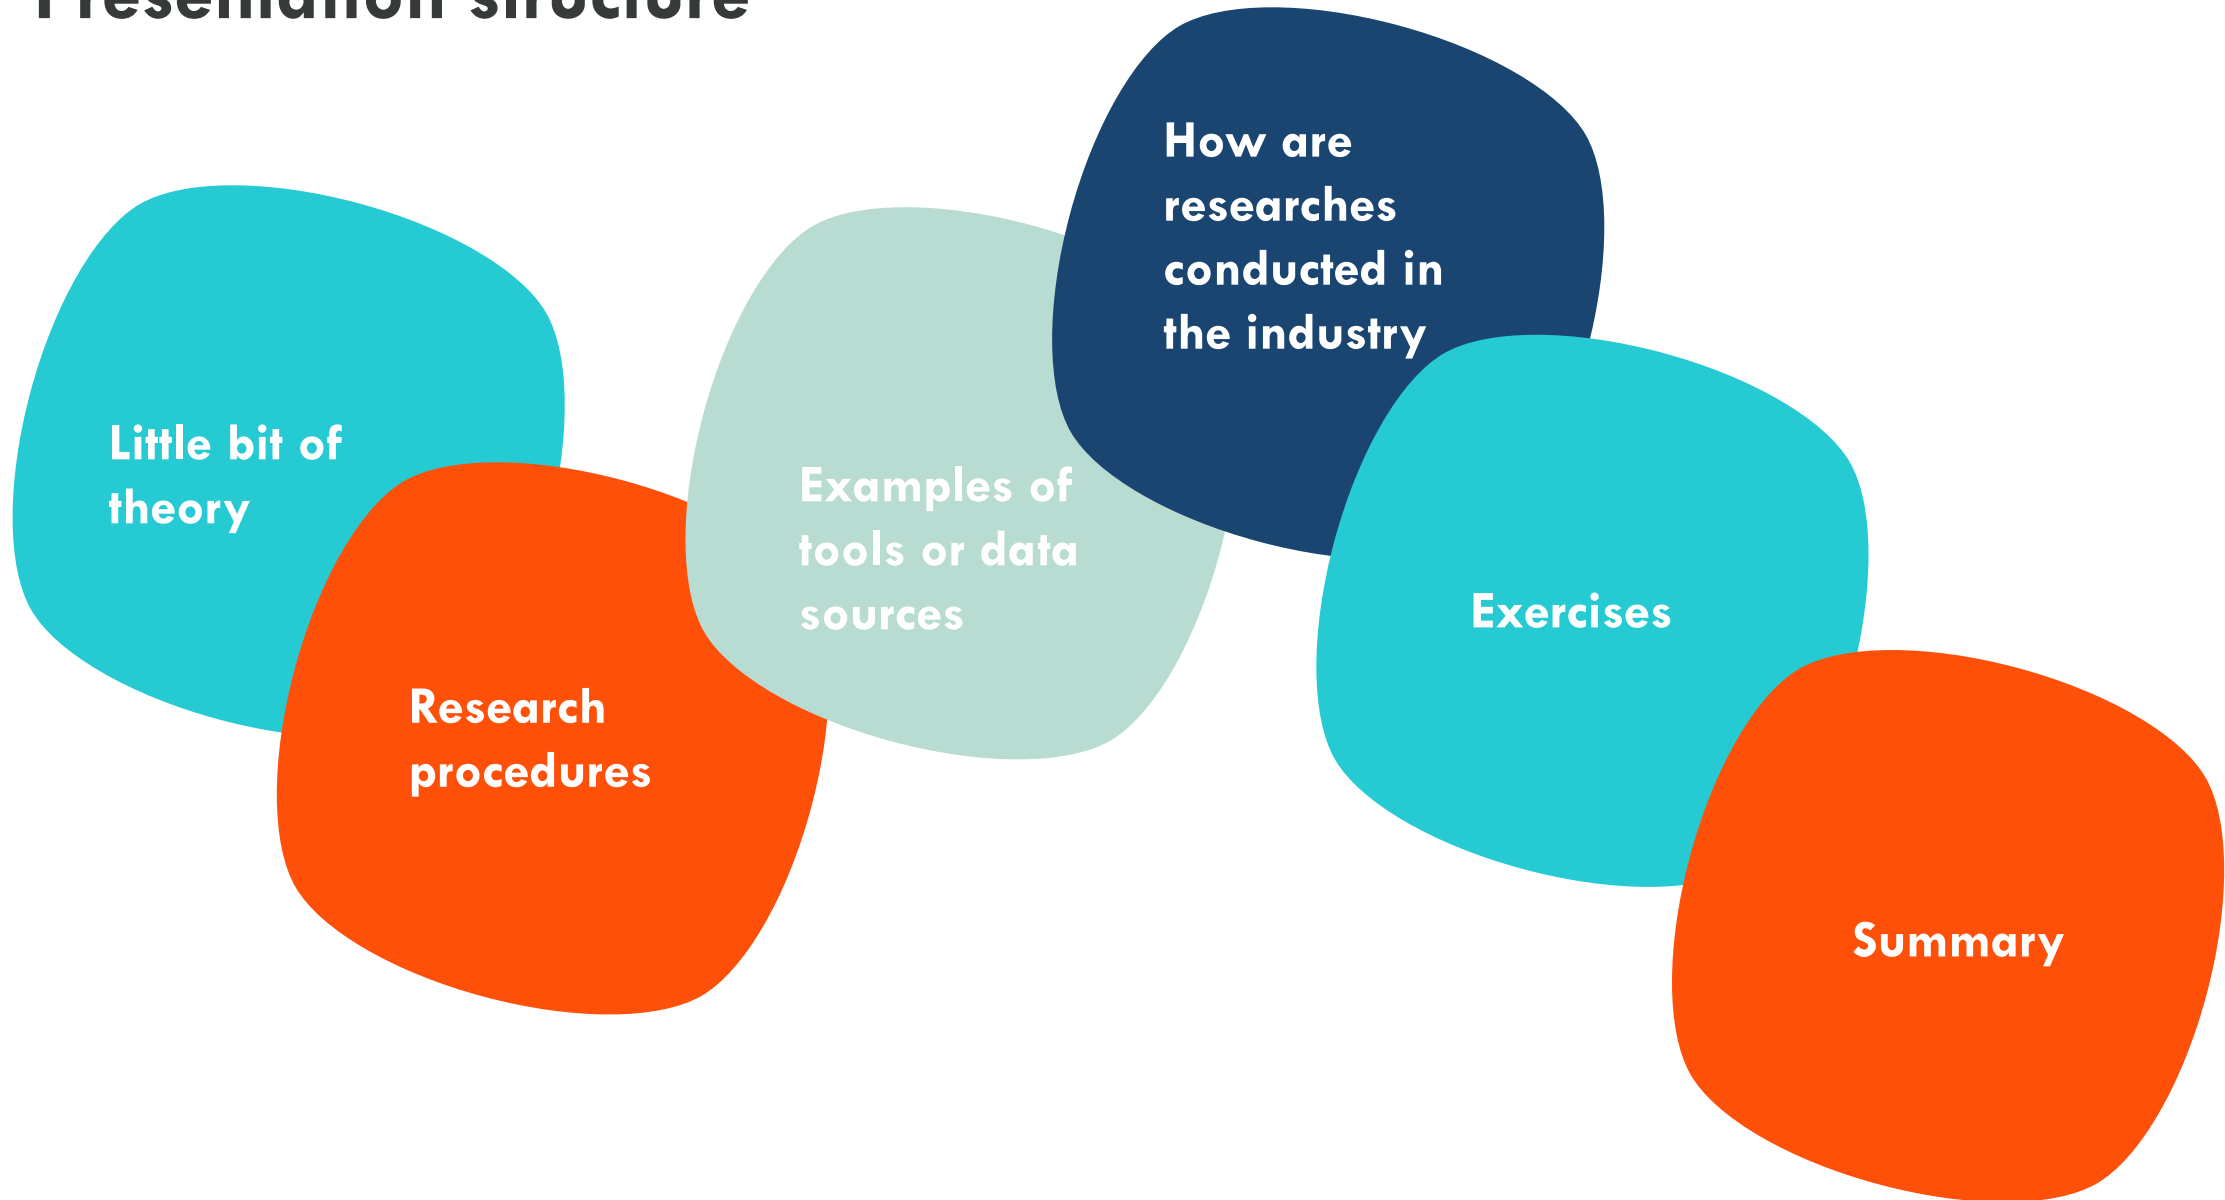 Presentation structure
How are
researches
conducted in
the industry
Little bit of
theory
Examples of
tools or data
sources
Exercises
Research
procedures
Summary